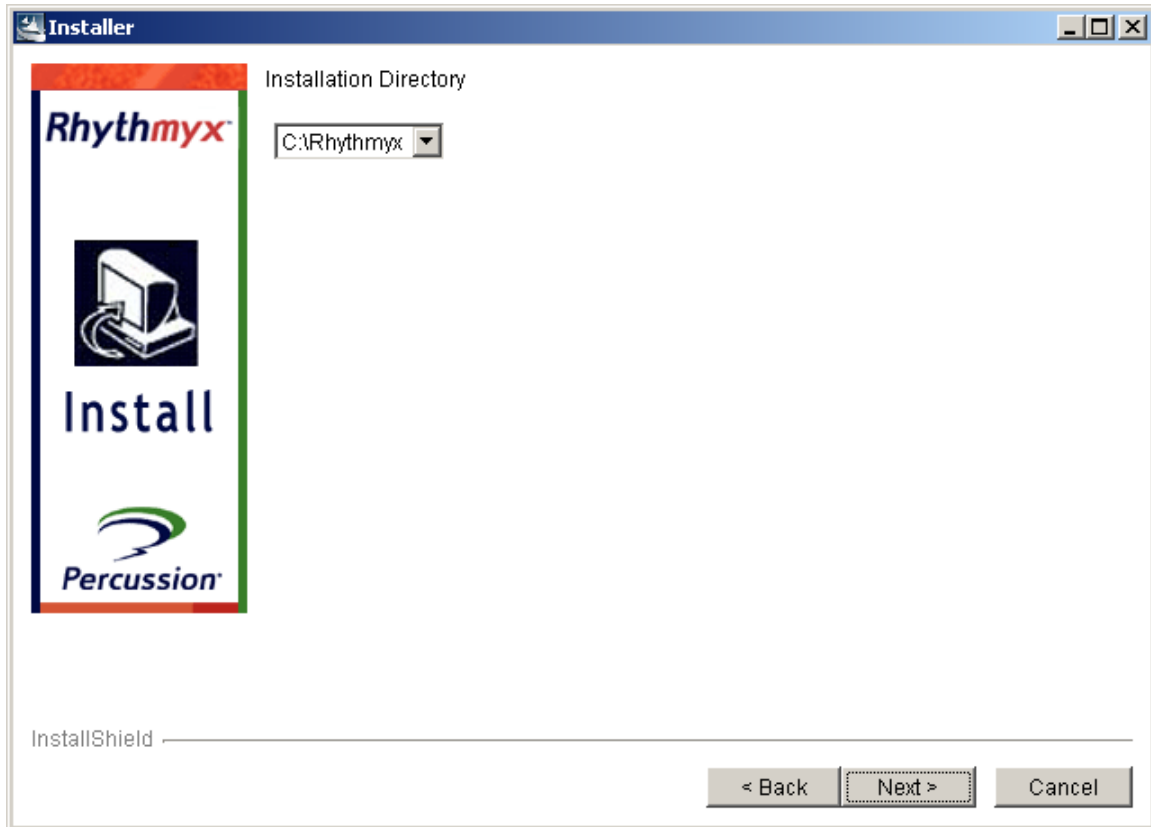 Installer
Installation Directory
Rhythmyx
C:\Rhythmyx
Install
Percussion
InstallShield
< Back
Next >
Cancel